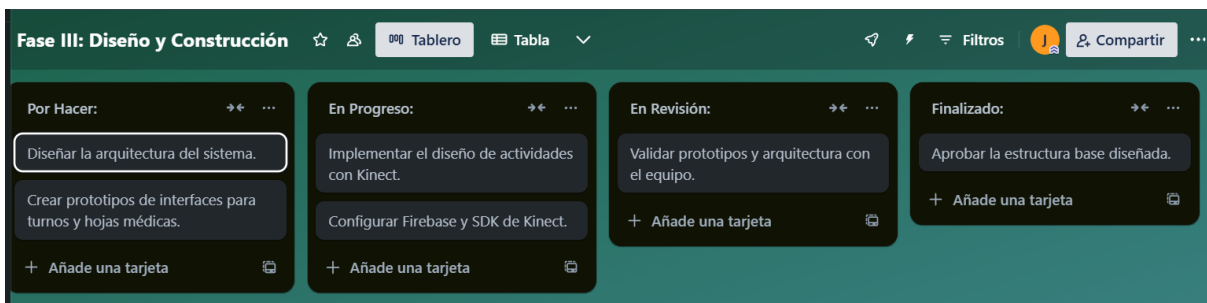 Fase III: Diseño y Construcción
Tablero
Tabla
Filtros
J
Compartir
Por Hacer:
Diseñar la arquitectura del sistema.
Crear prototipos de interfaces para
turnos y hojas médicas.
+ Añade una tarjeta
En Progreso:
Implementar el diseño de actividades
con Kinect.
Configurar Firebase y SDK de Kinect.
+ Añade una tarjeta
En Revisión:
Validar prototipos y arquitectura con
el equipo.
+ Añade una tarjeta
Finalizado:
Aprobar la estructura base diseñada.
+ Añade una tarjeta